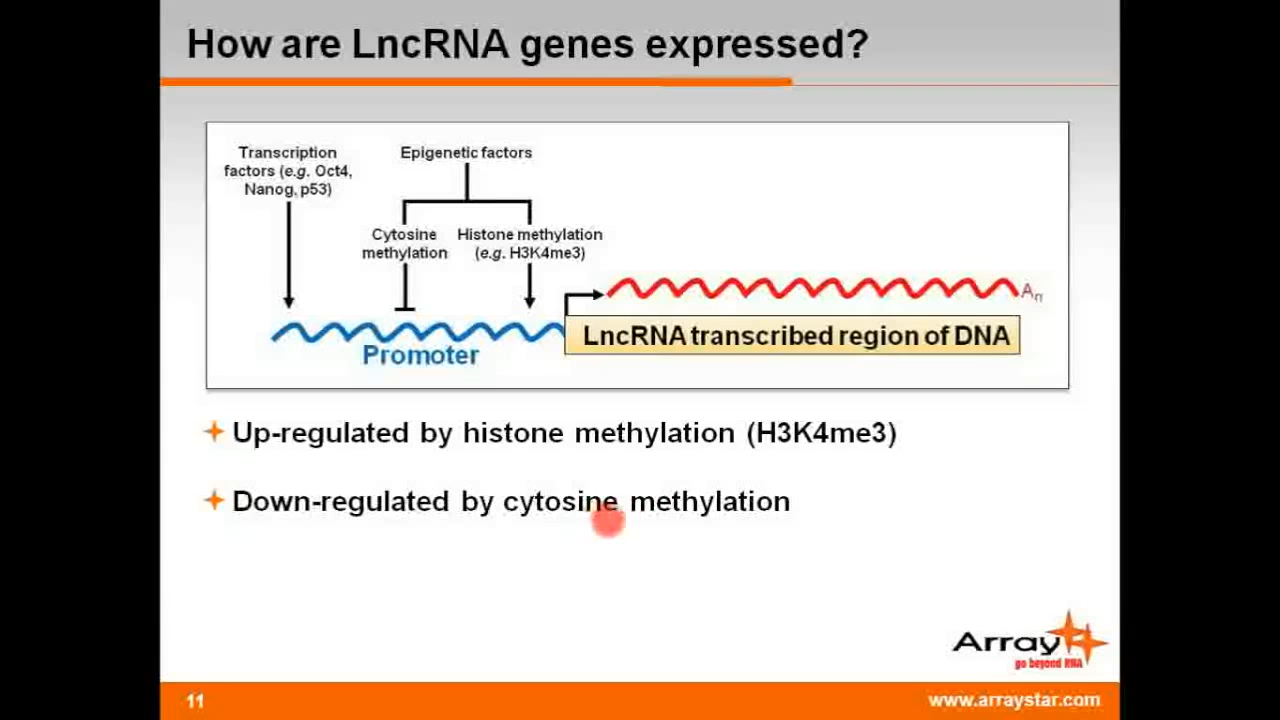 How are LncRNA genes expressed?
Transcription
factors (e.g. Oct4,
Nanog, p53)
Epigenetic factors
Cytosine
methylation
Histone methylation
(e.g. H3K4me3)
An
LncRNA transcribed region of DNA
Promoter
Up-regulated by histone methylation (H3K4me3)
Down-regulated by cytosine methylation
Array
go beyond RNA
11
www.arraystar.com